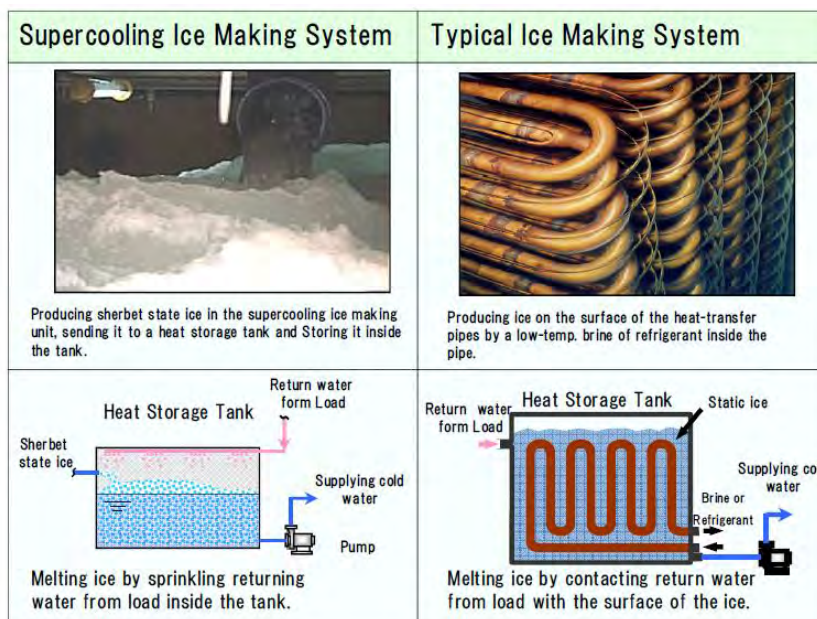 Supercooling Ice Making System
Typical Ice Making System
Producing sherbet state ice in the supercooling ice making
unit, sending it to a heat storage tank and Storing it inside
the tank.
Producing ice on the surface of the heat-transfer
pipes by a low-temp. brine of refrigerant inside the
pipe.
Return water
form Load
Heat Storage Tank
Sherbet
state ice
Supplying cold
water
Pump
Melting ice by sprinkling returning
water from load inside the tank.
Heat Storage Tank
Static ice
Return water
form Load
Supplying co
water
Brine or
Refrigerant
Melting ice by contacting return water
from load with the surface of the ice.